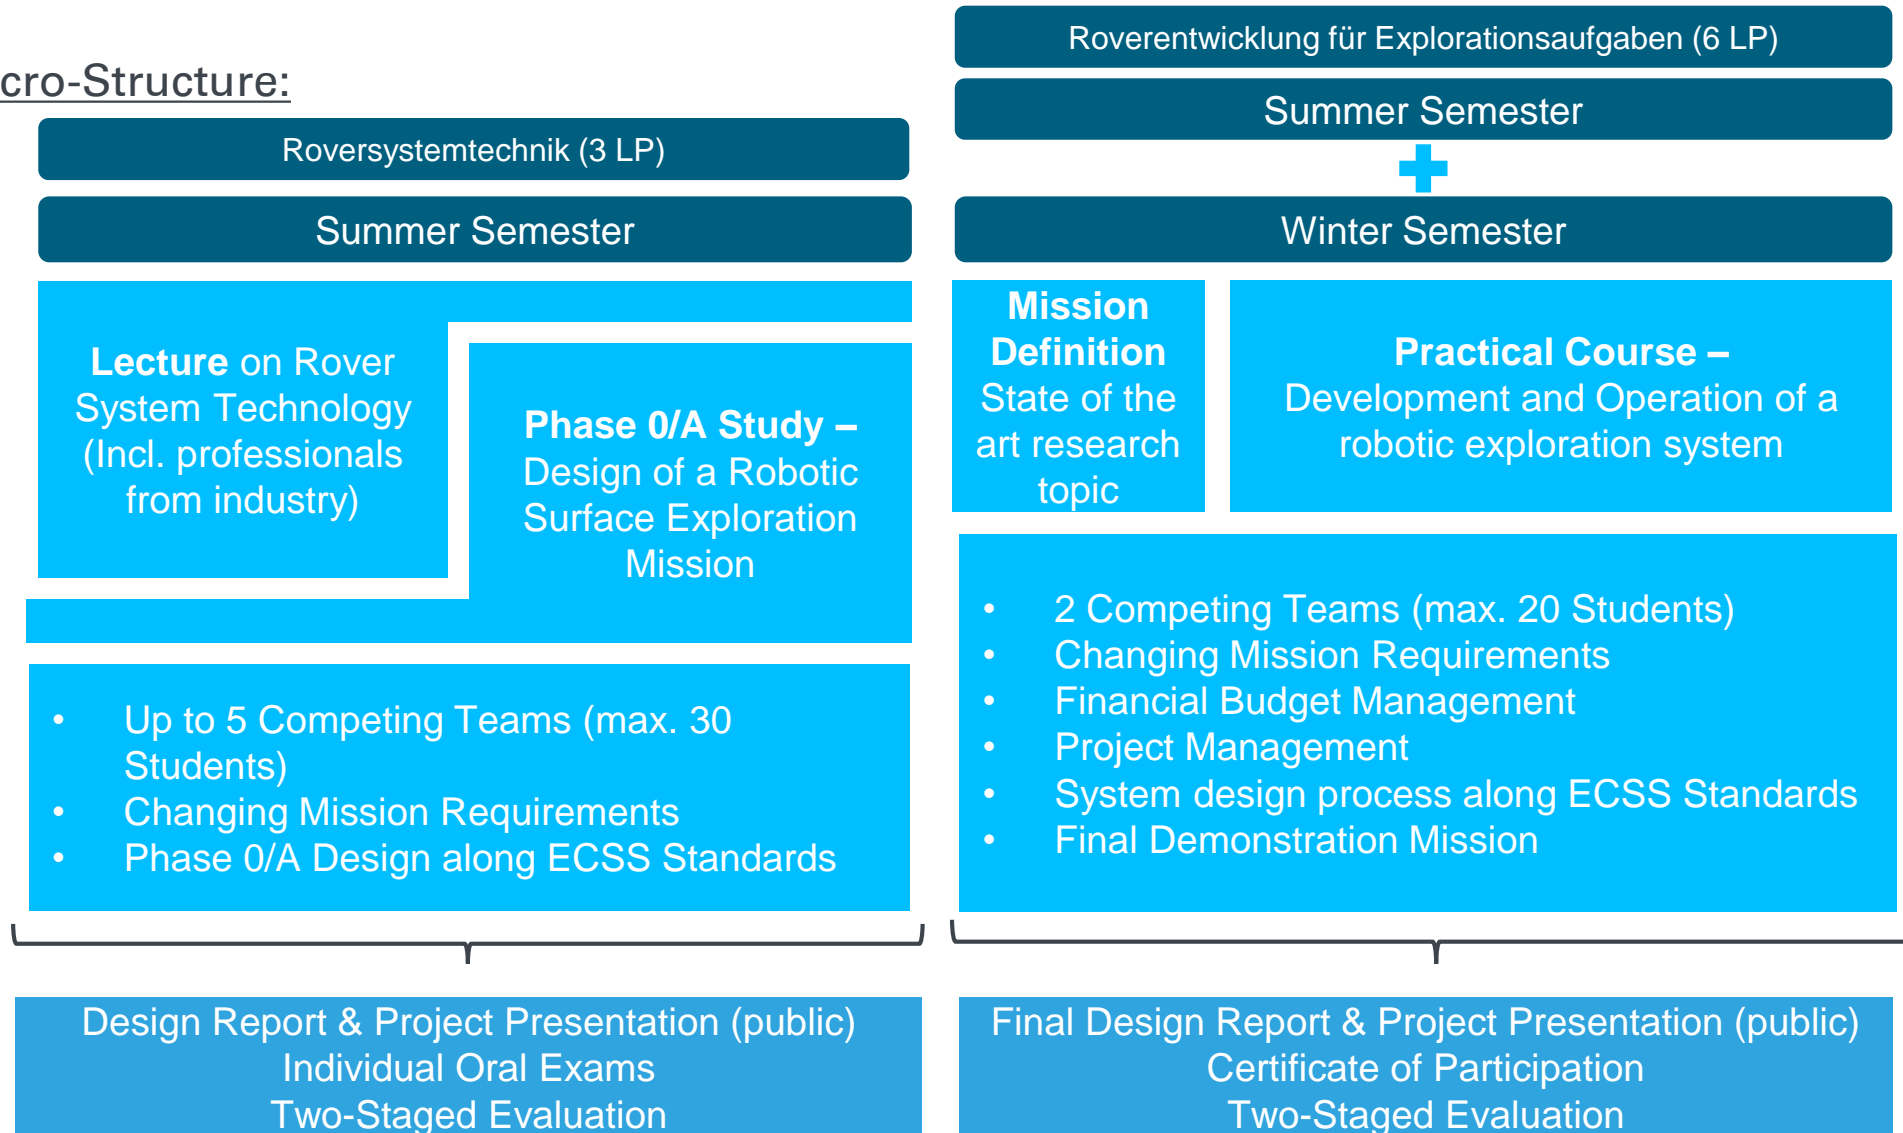 cro-Structure:
Roversystemtechnik (3 LP)
Summer Semester
Lecture on Rover
System Technology
(Incl. professionals
from industry)
Phase 0/A Study –
Design of a Robotic
Surface Exploration
Mission
• Up to 5 Competing Teams (max. 30
Students)
• Changing Mission Requirements
• Phase 0/A Design along ECSS Standards
Design Report & Project Presentation (public)
Individual Oral Exams
Two-Staged Evaluation
Roverentwicklung für Explorationsaufgaben (6 LP)
Summer Semester
Winter Semester
Mission
Definition
State of the
art research
topic
Practical Course –
Development and Operation of a
robotic exploration system
• 2 Competing Teams (max. 20 Students)
• Changing Mission Requirements
• Financial Budget Management
• Project Management
• System design process along ECSS Standards
• Final Demonstration Mission
Final Design Report & Project Presentation (public)
Certificate of Participation
Two-Staged Evaluation